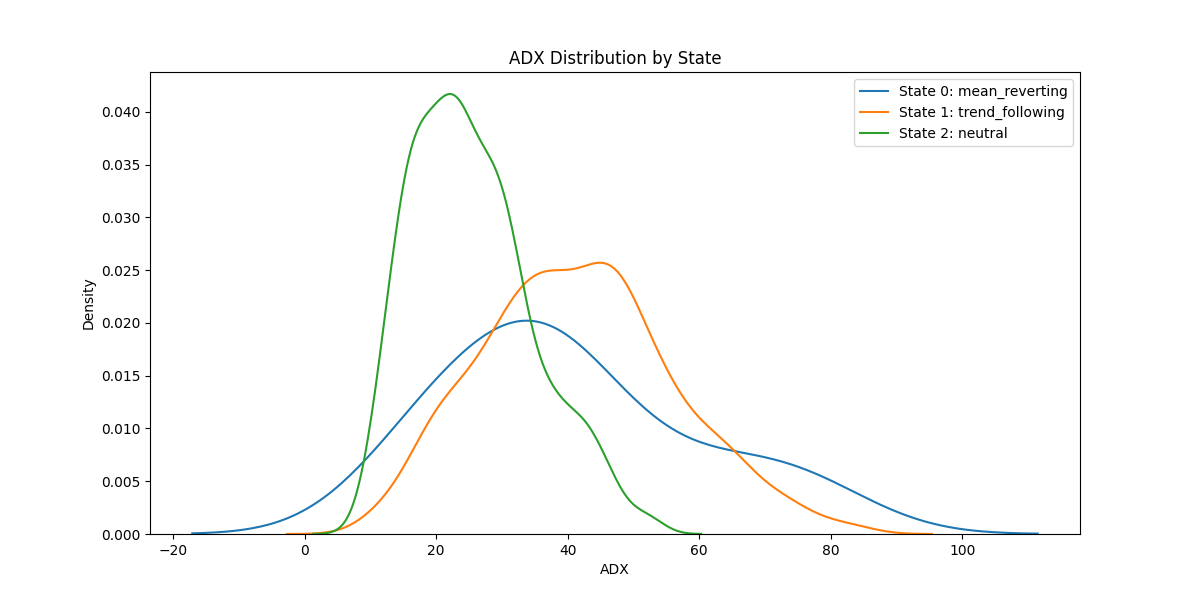 ADX Distribution by State
State 0: mean_reverting
State 1: trend_following
State 2: neutral
0.040
0.035
0.030
0.025
0.020
0.015
0.010
0.005
0.000
Density
−20
0
20
40
60
80
100
ADX